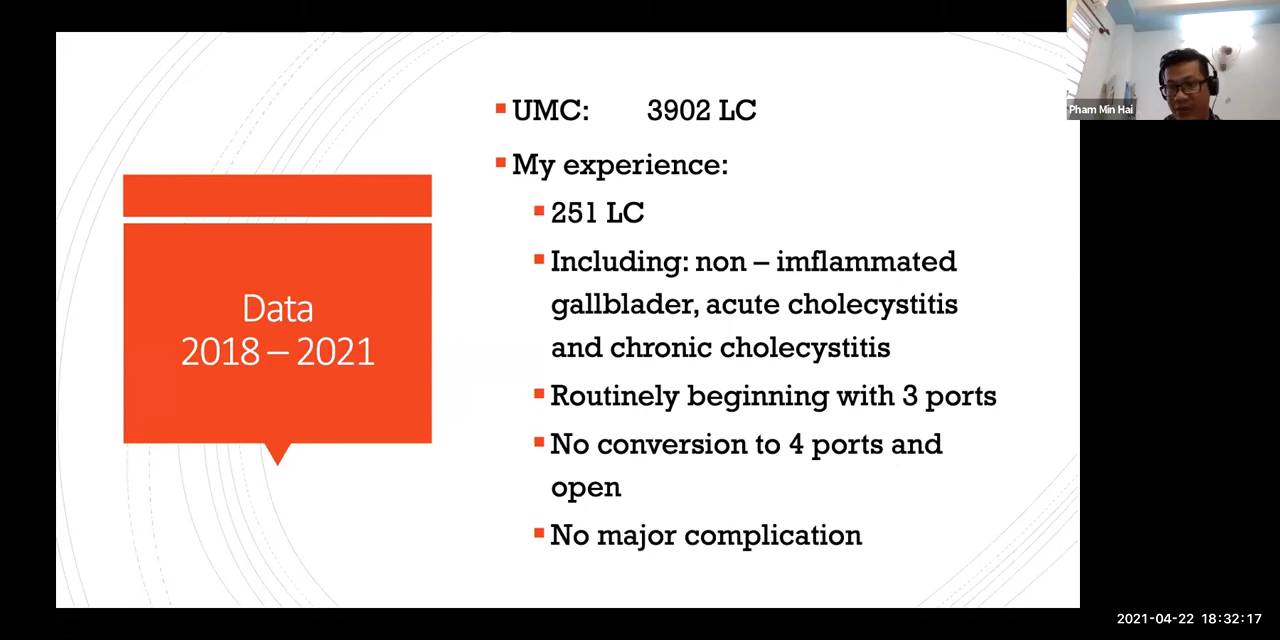 UMC: 3902 LC
My experience:
251 LC
Including: non – imflammated
gallblader, acute cholecystitis
and chronic cholecystitis
Routinely beginning with 3 ports
No conversion to 4 ports and
open
No major complication
Data
2018 – 2021
Pham Min Hai
2021-04-22 18:32:17